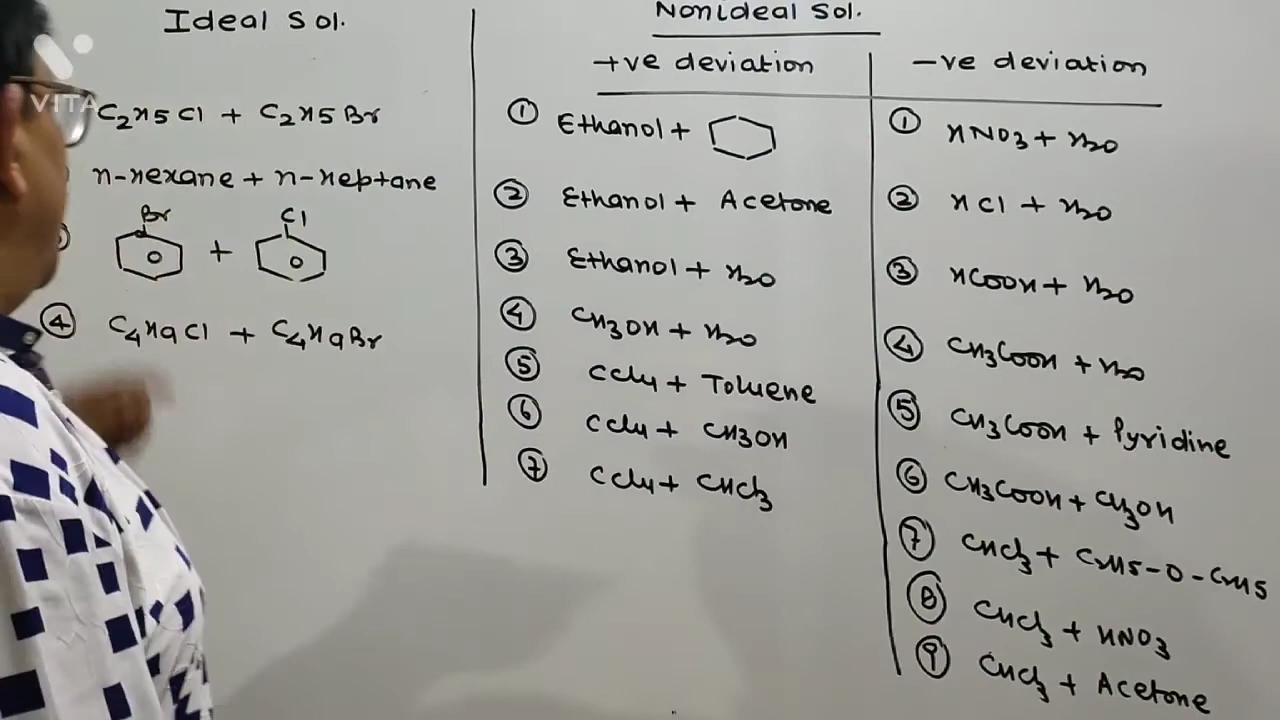 Ideal Sol.
C2H5Cl + C2H5Br
n-Hexane + n-Heptane
Br Cl
+
④ C4H9Cl + C4H9Br
Nonideal Sol.
+ve deviation
① Ethanol +
② Ethanol + Acetone
③ Ethanol + H2O
④ CH3OH + H2O
⑤ CCl4 + Toluene
⑥ CCl4 + CH3OH
⑦ CCl4 + CHCl3
-ve deviation
① HNO3 + H2O
② HCl + H2O
③ HCOOH + H2O
④ CH3COOH + H2O
⑤ CH3COOH + Pyridine
⑥ CH3COOH + CH3OH
⑦ CHCl3 + C2H5-O-C2H5
⑧ CHCl3 + HNO3
⑨ CHCl3 + Acetone
VITA